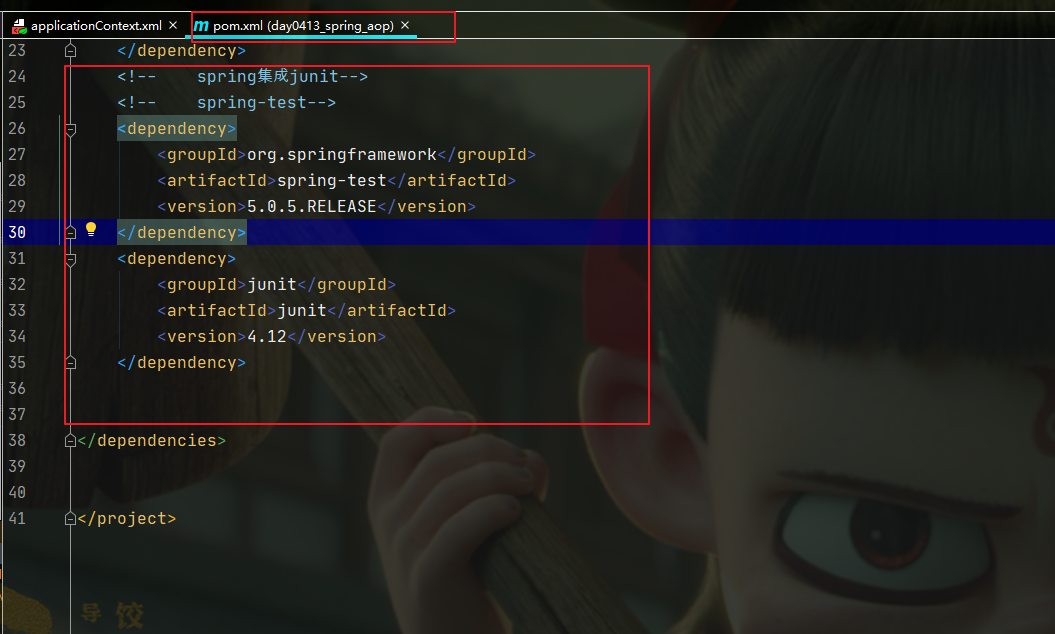 applicationContext.xml × m pom.xml (day0413_spring_aop) ×
23 </dependency>
24 <!-- spring集成junit-->
25 <!-- spring-test-->
26 <dependency>
27 <groupId>org.springframework</groupId>
28 <artifactId>spring-test</artifactId>
29 <version>5.0.5.RELEASE</version>
30 </dependency>
31 <dependency>
32 <groupId>junit</groupId>
33 <artifactId>junit</artifactId>
34 <version>4.12</version>
35 </dependency>
36
37
38 </dependencies>
39
40
41 </project>
导 饺